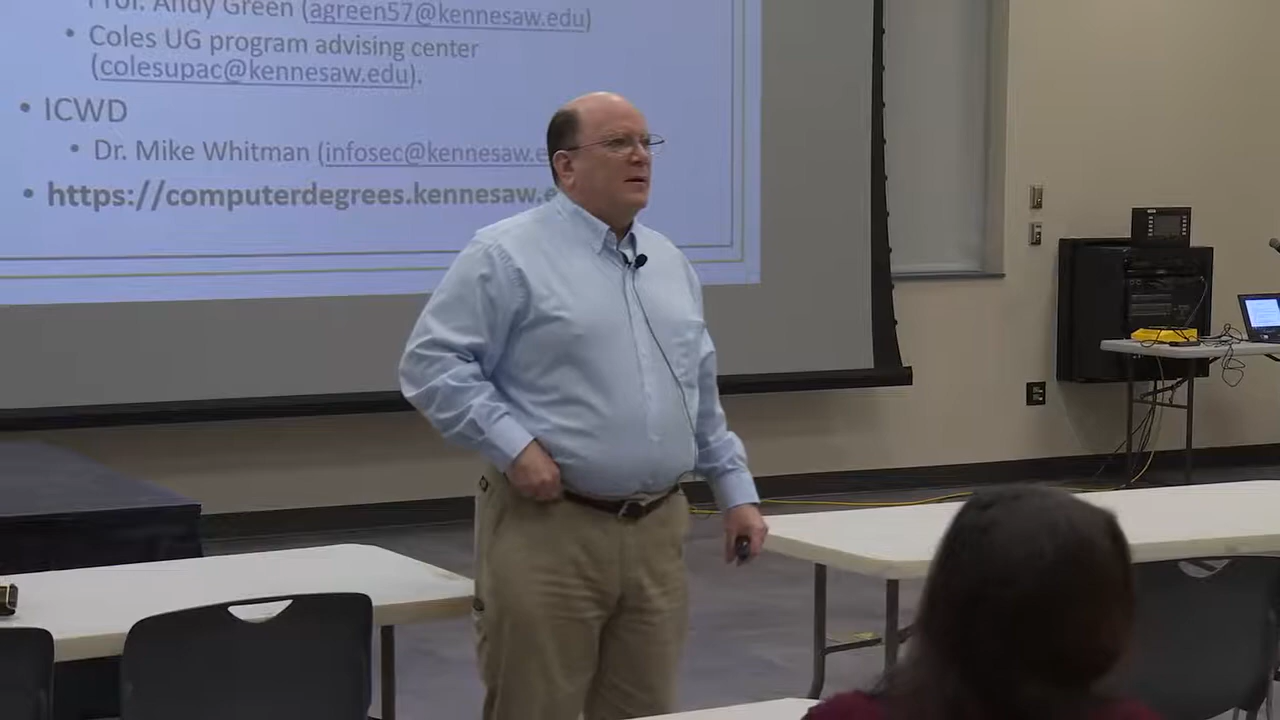 Prof. Andy Green (agreen57@kennesaw.edu)
• Coles UG program advising center
(colesupac@kennesaw.edu).
• ICWD
• Dr. Mike Whitman (infosec@kennesaw.e
• https://computerdegrees.kennesaw.e